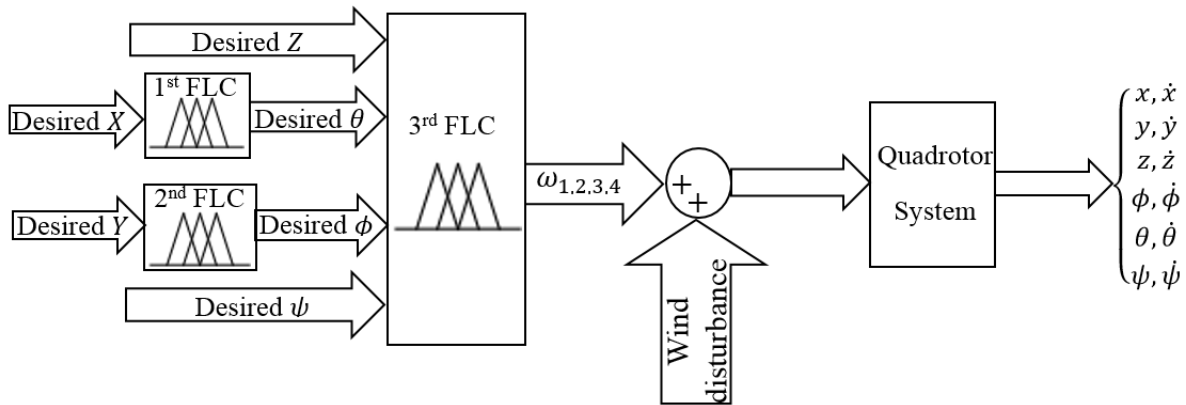 Desired Z
1st FLC
Desired X
Desired θ
3rd FLC
2nd FLC
Desired Y
Desired ϕ
Desired ψ
ω1,2,3,4
+
+
Wind
disturbance
Quadrotor
System
x, ẋ
y, ẏ
z, ż
ϕ, ϕ̇
θ, θ̇
ψ, ψ̇